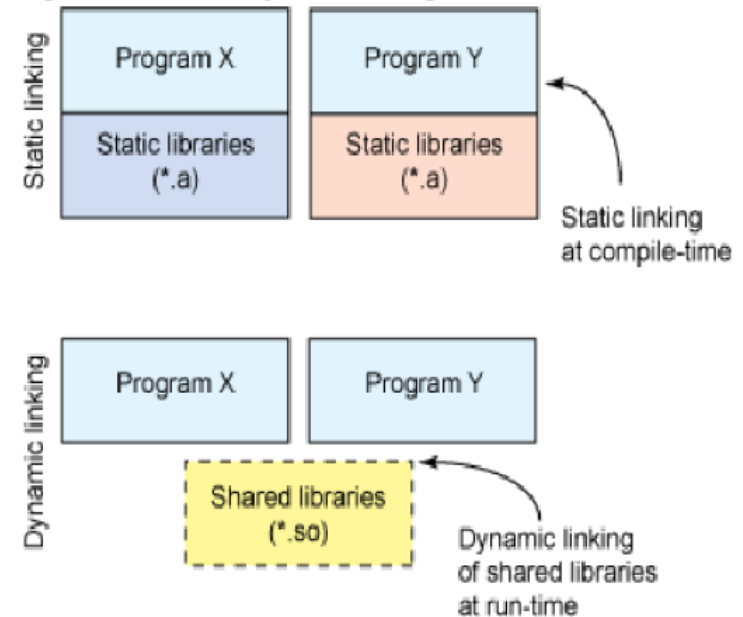 Static linking
Program X
Program Y
Static libraries
(*.a)
Static libraries
(*.a)
Static linking
at compile-time
Dynamic linking
Program X
Program Y
Shared libraries
(*.so)
Dynamic linking
of shared libraries
at run-time